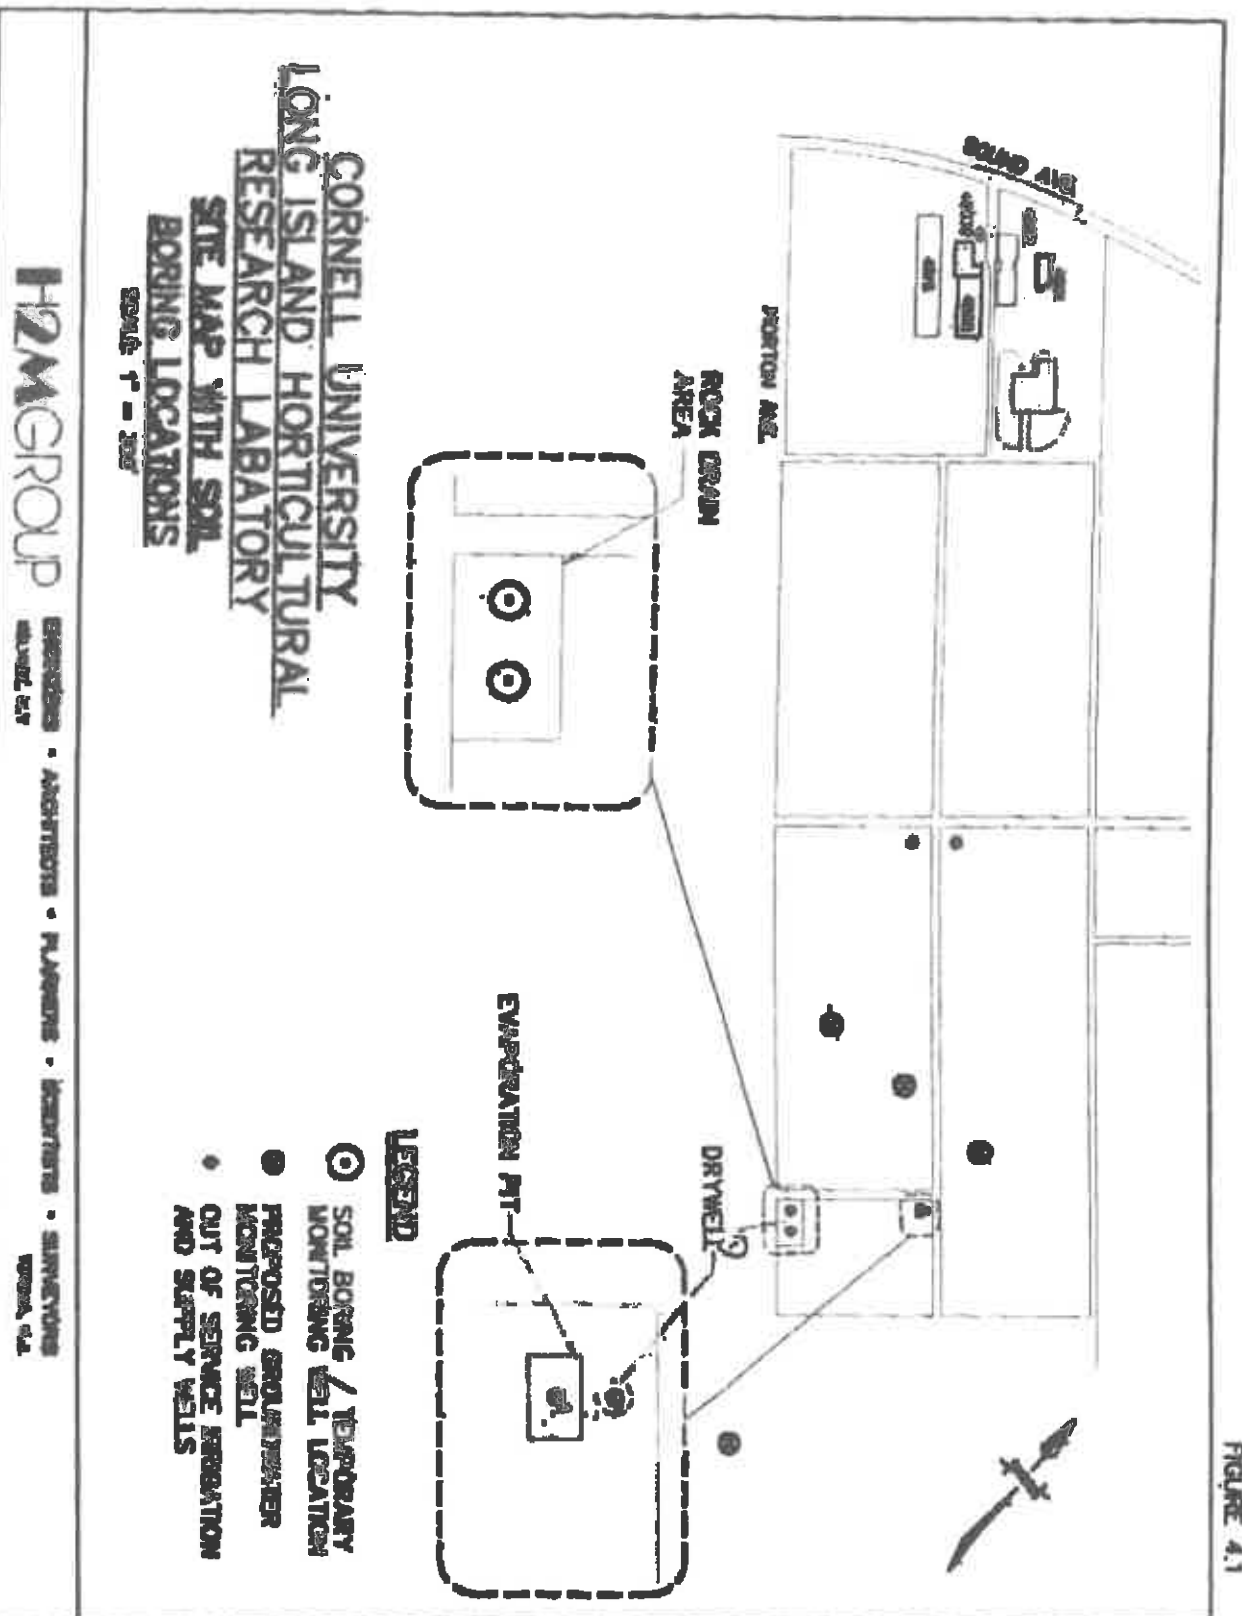 FIGURE 4.1
SOUND AVE
MORTON AVE.
ROCK DRAIN
AREA
DRYWELL
EVAPORATION PIT
CORNELL UNIVERSITY
LONG ISLAND HORTICULTURAL
RESEARCH LABATORY
SITE MAP WITH SOIL
BORING LOCATIONS
LEGEND
SOIL BORING / TEMPORARY
MONITORING WELL LOCATION
PROPOSED GROUNDWATER
MONITORING WELL
OUT OF SERVICE IRRIGATION
AND SUPPLY WELLS
H2MGROUP
ENGINEERS • ARCHITECTS • PLANNERS • SCIENTISTS • SURVEYORS